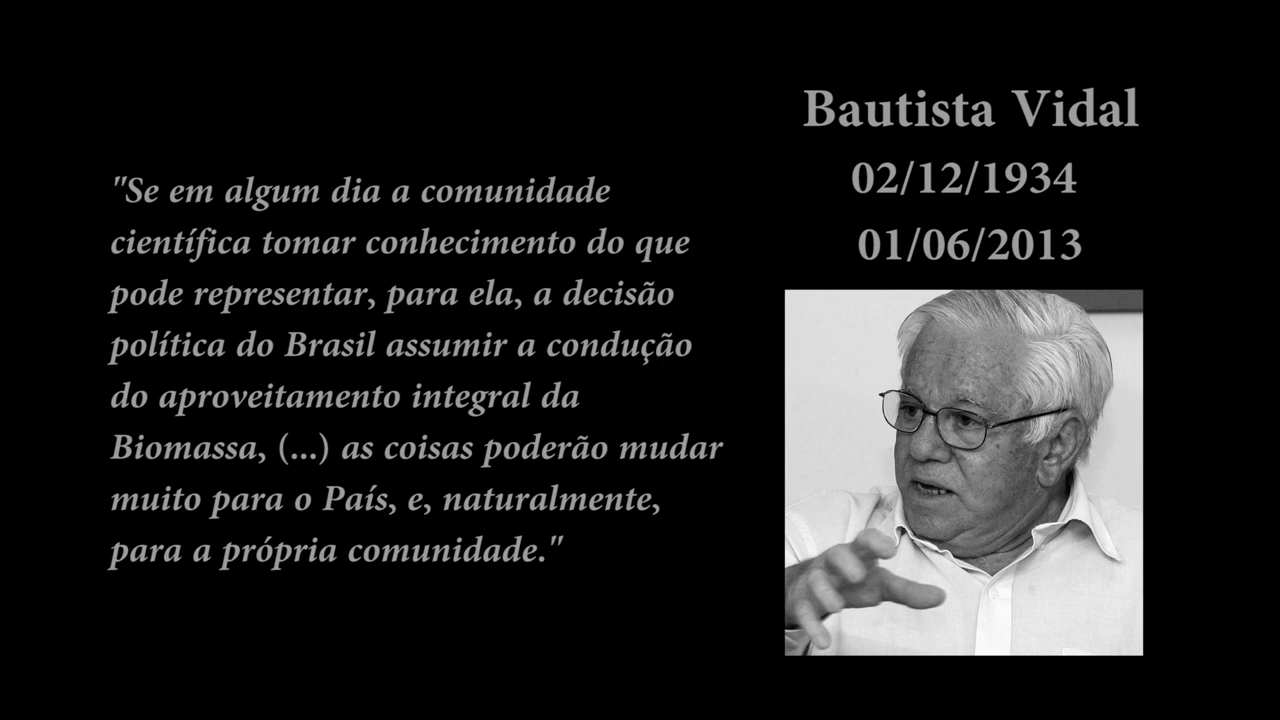 "Se em algum dia a comunidade
científica tomar conhecimento do que
pode representar, para ela, a decisão
política do Brasil assumir a condução
do aproveitamento integral da
Biomassa, (...) as coisas poderão mudar
muito para o País, e, naturalmente,
para a própria comunidade."
Bautista Vidal
02/12/1934
01/06/2013